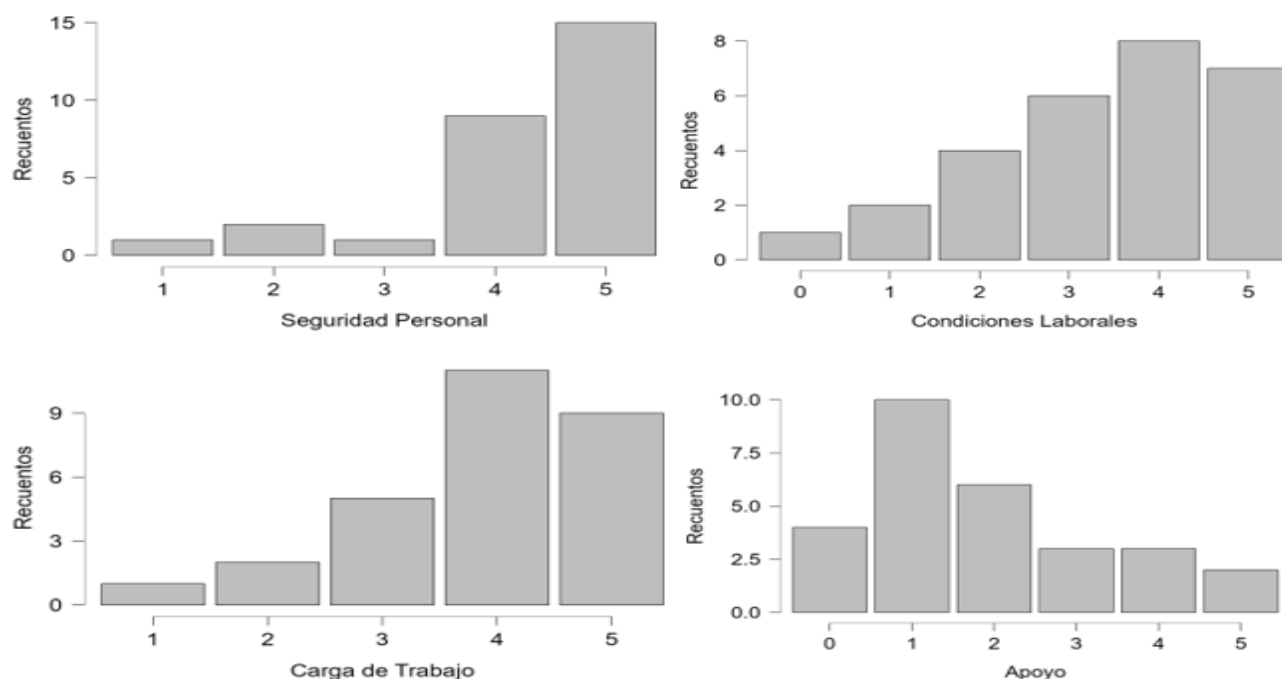 15
10
5
0
Recuentos
1 2 3 4 5
Seguridad Personal
8
6
4
2
0
Recuentos
0 1 2 3 4 5
Condiciones Laborales
9
6
3
0
Recuentos
1 2 3 4 5
Carga de Trabajo
10.0
7.5
5.0
2.5
0.0
Recuentos
0 1 2 3 4 5
Apoyo